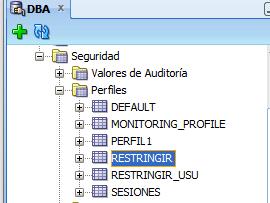 DBA
Seguridad
Valores de Auditoría
Perfiles
DEFAULT
MONITORING_PROFILE
PERFIL1
RESTRINGIR
RESTRINGIR_USU
SESIONES